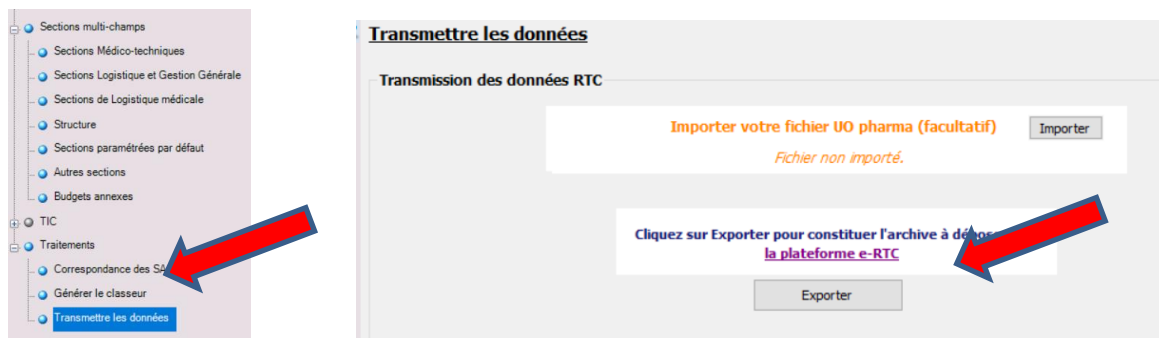 Sections multi-champs
Sections Médico-techniques
Sections Logistique et Gestion Générale
Sections de Logistique médicale
Structure
Sections paramétrées par défaut
Autres sections
Budgets annexes
TIC
Traitements
Correspondance des
Générer le classeur
Transmettre les données
Transmettre les données
Transmission des données RTC
Importer votre fichier UO pharma (facultatif)
Importer
Fichier non importé.
Cliquez sur Exporter pour constituer l'archive à
la plateforme e-RTC
Exporter